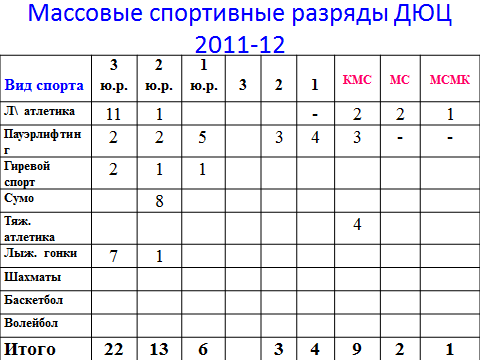 Массовые спортивные разряды ДЮЦ
2011-12
Вид спорта 3 ю.р. 2 ю.р. 1 ю.р. 3 2 1 КМС МС МСМК
Л\ атлетика 11 1 - 2 2 1
Пауэрлифтин
г 2 2 5 3 4 3 - -
Гиревой
спорт 2 1 1
Сумо 8
Тяж.
атлетика 4
Лыж. гонки 7 1
Шахматы
Баскетбол
Волейбол
Итого 22 13 6 3 4 9 2 1